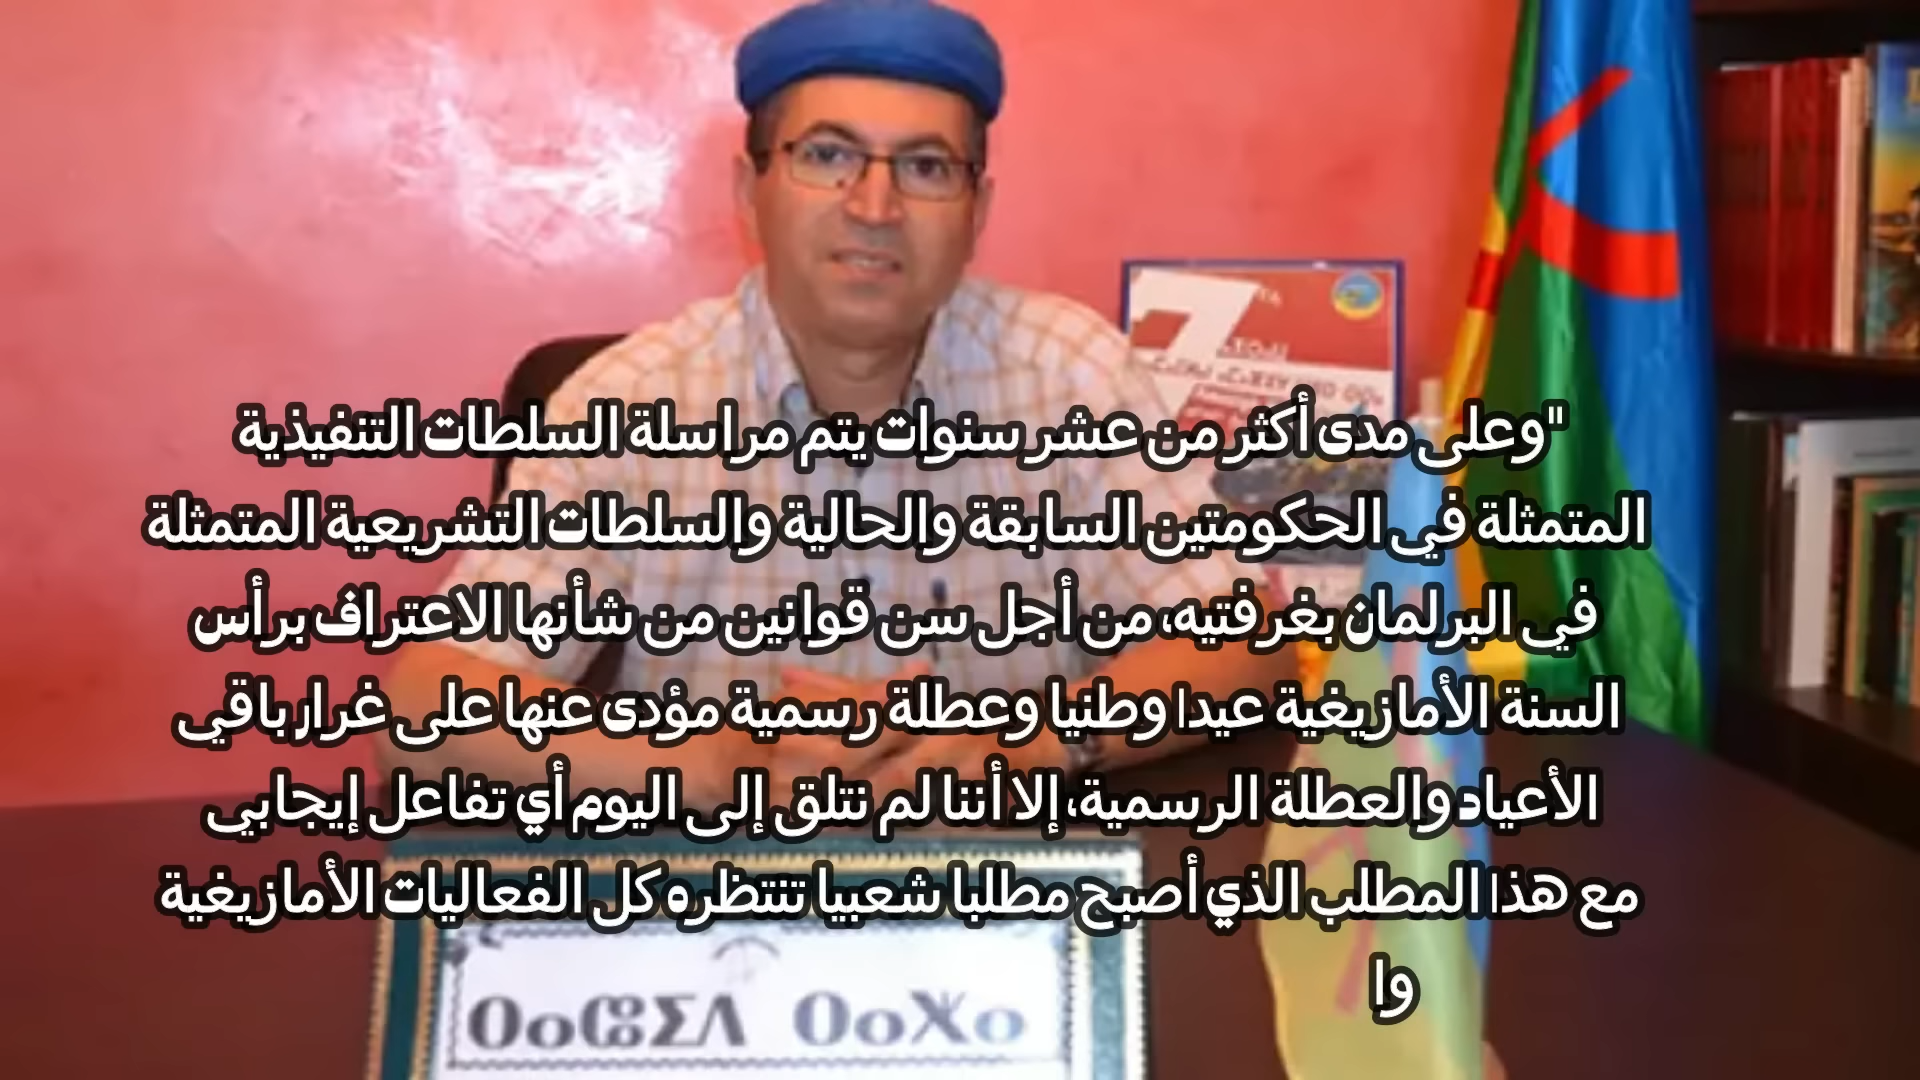 "وعلى مدى أكثر من عشر سنوات يتم مراسلة السلطات التنفيذية
المتمثلة في الحكومتين السابقة والحالية والسلطات التشريعية المتمثلة
في البرلمان بغرفتيه، من أجل سن قوانين من شأنها الاعتراف برأس
السنة الأمازيغية عيدا وطنيا وعطلة رسمية مؤدى عنها على غرار باقي
الأعياد والعطلة الرسمية، إلا أننا لم نتلق إلى اليوم أي تفاعل إيجابي
مع هذا المطلب الذي أصبح مطلبا شعبيا تنتظره كل الفعاليات الأمازيغية
وا
7
ⵙⴰⵛⵓⵉⴷ ⵙⴰⴳⴰ